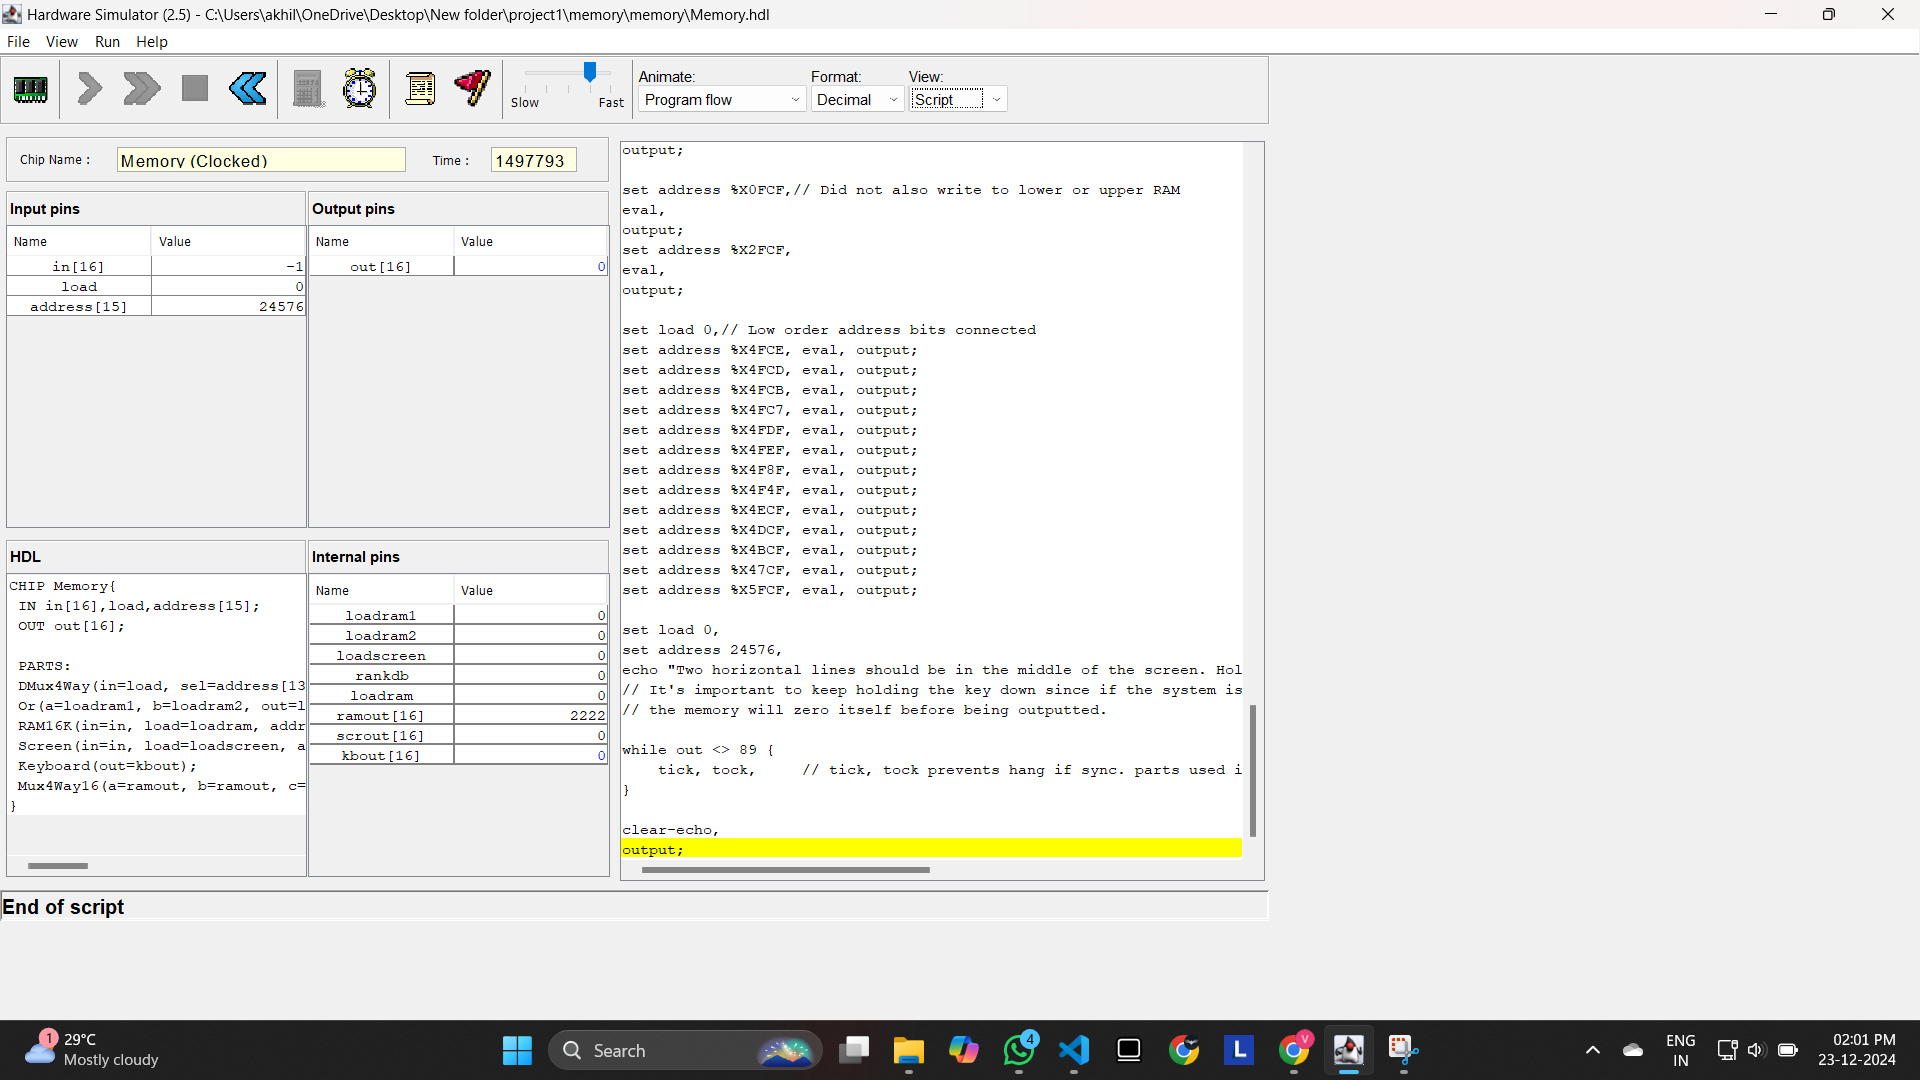 Hardware Simulator (2.5) - C:\Users\akhil\OneDrive\Desktop\New folder\project1\memory\memory\Memory.hdl
File View Run Help
Animate: Format: View:
Slow Fast Program flow Decimal Script
Chip Name : Memory (Clocked) Time : 1497793
Input pins
Name Value
in[16] -1
load 0
address[15] 24576
Output pins
Name Value
out[16] 0
HDL
CHIP Memory{
IN in[16],load,address[15];
OUT out[16];
PARTS:
DMux4Way(in=load, sel=address[13
Or(a=loadram1, b=loadram2, out=l
RAM16K(in=in, load=loadram, addr
Screen(in=in, load=loadscreen, a
Keyboard(out=kbout);
Mux4Way16(a=ramout, b=ramout, c=
}
Internal pins
Name Value
loadram1 0
loadram2 0
loadscreen 0
rankdb 0
loadram 0
ramout[16] 2222
scrout[16] 0
kbout[16] 0
output;
set address %X0FCF,// Did not also write to lower or upper RAM
eval,
output;
set address %X2FCF,
eval,
output;
set load 0,// Low order address bits connected
set address %X4FCE, eval, output;
set address %X4FCD, eval, output;
set address %X4FCB, eval, output;
set address %X4FC7, eval, output;
set address %X4FDF, eval, output;
set address %X4FEF, eval, output;
set address %X4F8F, eval, output;
set address %X4F4F, eval, output;
set address %X4ECF, eval, output;
set address %X4DCF, eval, output;
set address %X4BCF, eval, output;
set address %X47CF, eval, output;
set address %X5FCF, eval, output;
set load 0,
set address 24576,
echo "Two horizontal lines should be in the middle of the screen. Hol
// It's important to keep holding the key down since if the system is
// the memory will zero itself before being outputted.
while out <> 89 {
tick, tock, // tick, tock prevents hang if sync. parts used i
}
clear-echo,
output;
End of script
1
29°C
Mostly cloudy
Search
4
L
V
ENG
IN
02:01 PM
23-12-2024